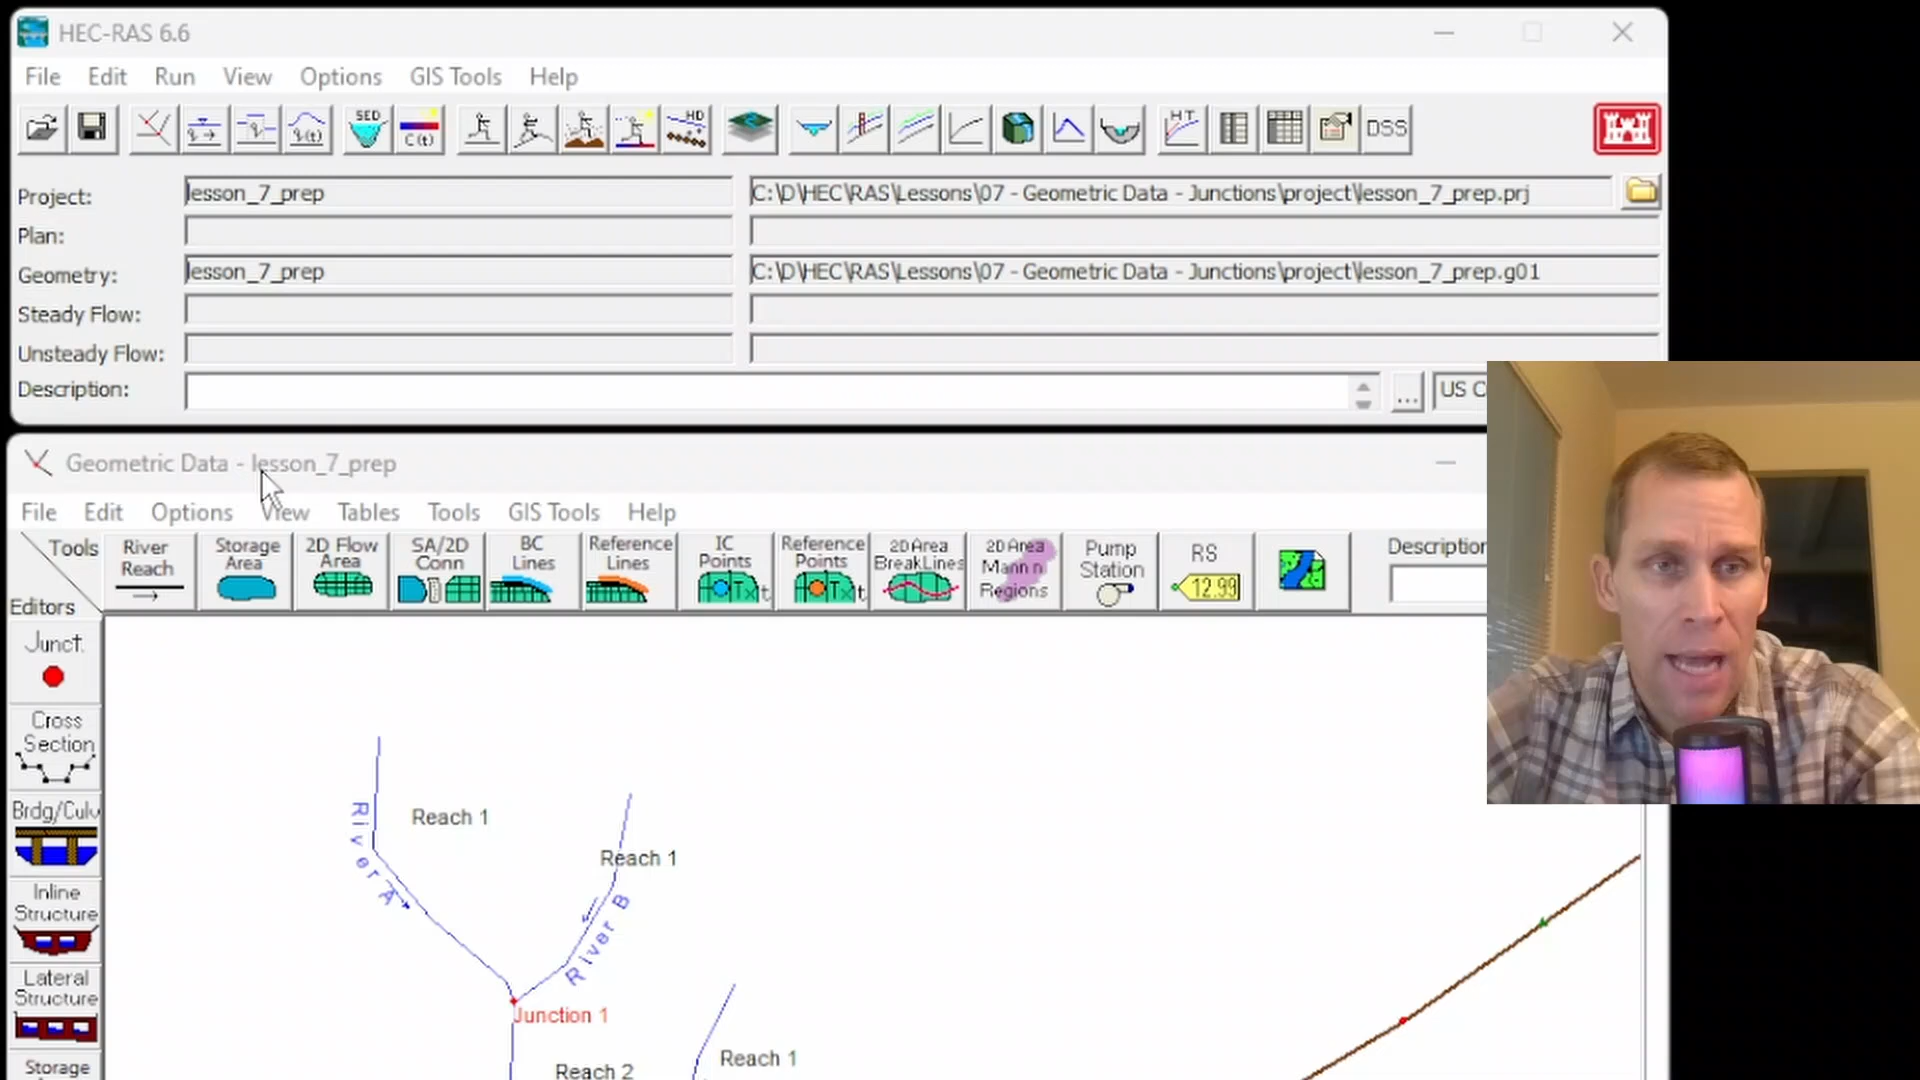 HEC-RAS 6.6
File Edit Run View Options GIS Tools Help
SED C(t) HD HT DSS
Project: lesson_7_prep C:\D\HEC\RAS\Lessons\07 - Geometric Data - Junctions\project\lesson_7_prep.prj
Plan:
Geometry: lesson_7_prep C:\D\HEC\RAS\Lessons\07 - Geometric Data - Junctions\project\lesson_7_prep.g01
Steady Flow:
Unsteady Flow:
Description: ... US C
Geometric Data - lesson_7_prep
File Edit Options View Tables Tools GIS Tools Help
Tools
Editors
River
Reach
Storage
Area
2D Flow
Area
SA/2D
Conn
BC
Lines
Reference
Lines
IC
Points
Reference
Points
2D Area
BreakLines
2D Area
Mann n
Regions
Pump
Station
RS
12.99
Description
Junct.
Cross
Section
Brdg/Culv
Inline
Structure
Lateral
Structure
Storage
Reach 1
River A
Reach 1
River B
Junction 1
Reach 2
Reach 1